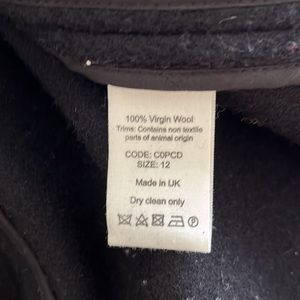 100% Virgin Wool
Trims: Contains non textile
parts of animal origin
CODE: C0PCD
SIZE: 12
Made in UK
Dry clean only
P